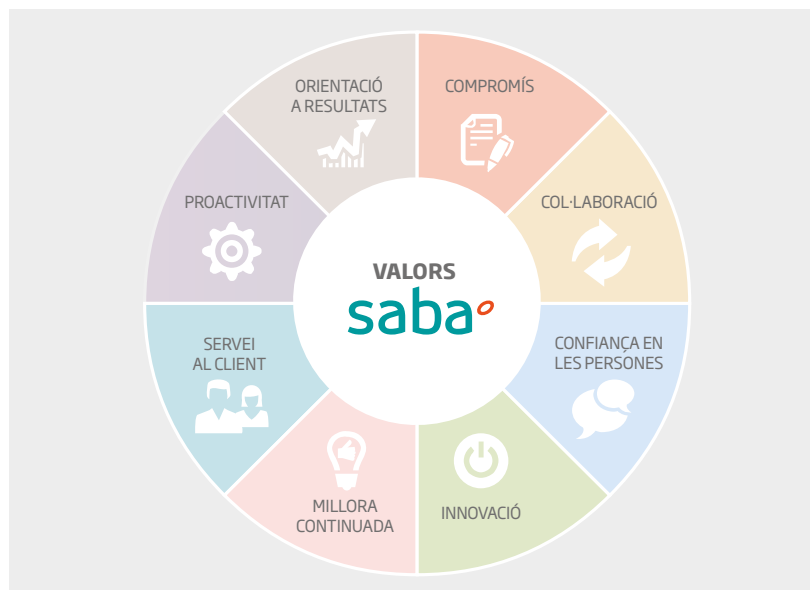 VALORS
saba
COMPROMÍS
COL·LABORACIÓ
CONFIANÇA EN
LES PERSONES
INNOVACIÓ
MILLORA
CONTINUADA
SERVEI
AL CLIENT
PROACTIVITAT
ORIENTACIÓ
A RESULTATS